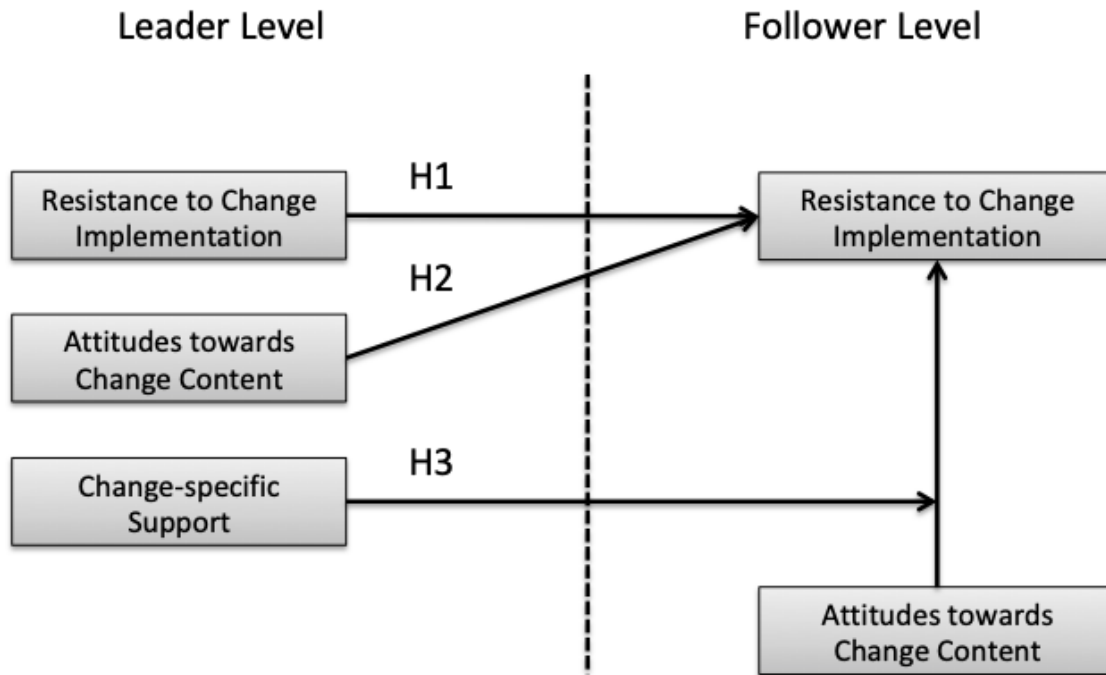 Leader Level
Follower Level
H1
Resistance to Change
Implementation
Resistance to Change
Implementation
H2
Attitudes towards
Change Content
H3
Change-specific
Support
Attitudes towards
Change Content